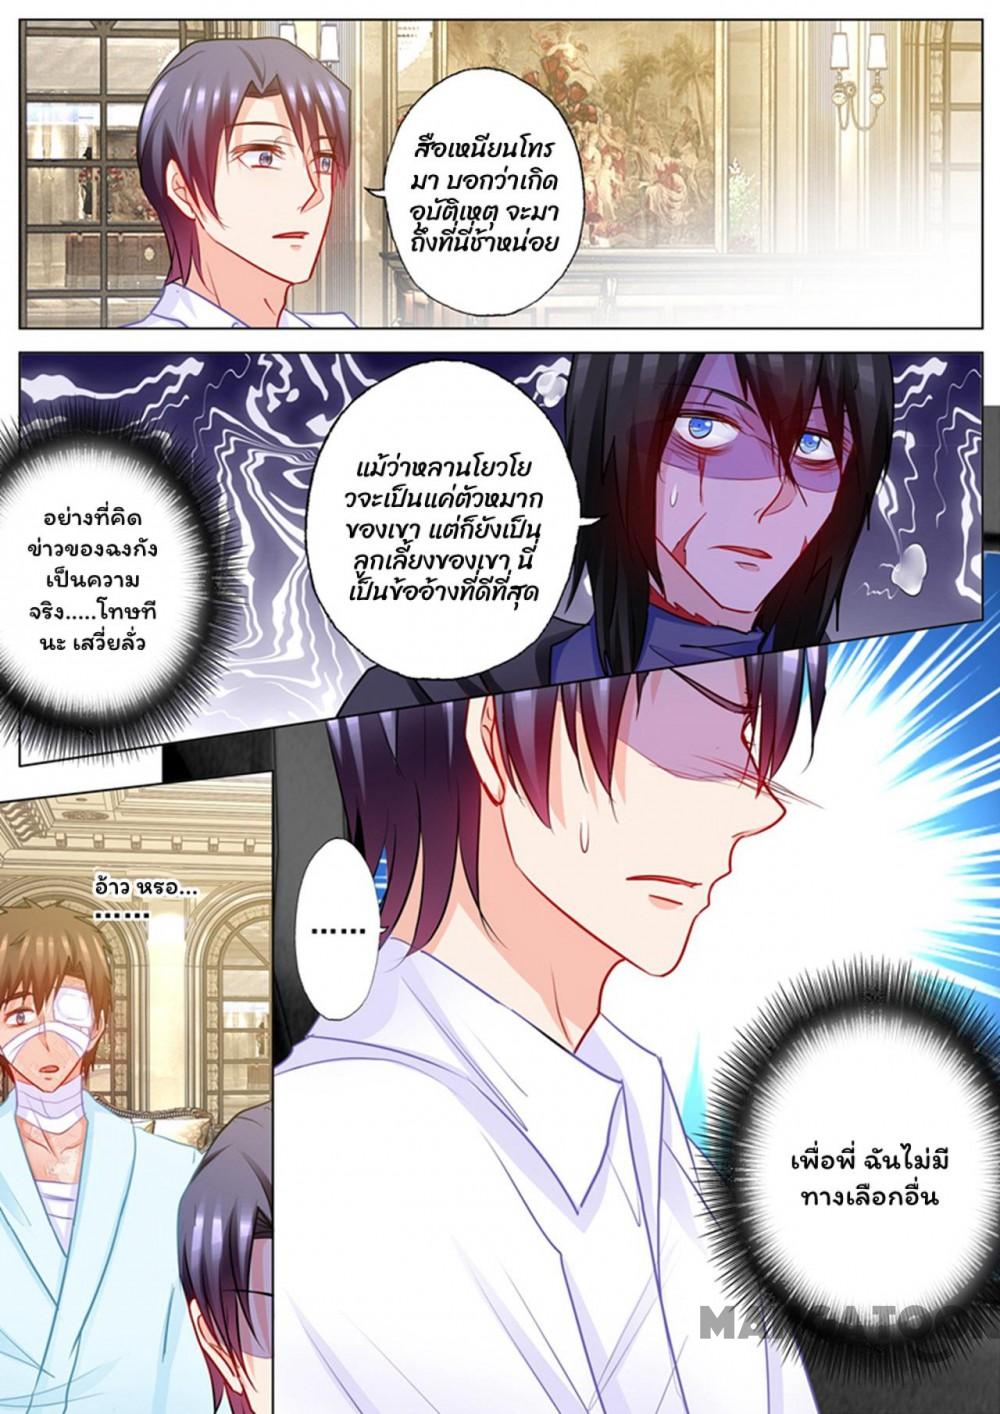 สือเหนียนโทร
มา บอกว่าเกิด
อุบัติเหตุ จะมา
ถึงที่นี่ช้าหน่อย
แม้ว่าหลานโยวโย
วจะเป็นแค่ตัวหมาก
ของเขา แต่ก็ยังเป็น
ลูกเลี้ยงของเขา นี่
เป็นข้ออ้างที่ดีที่สุด
อย่างที่คิด
ข่าวของฉงกัง
เป็นความ
จริง.....โทษที
นะ เสวี่ยลั่ว
อ้าว หรอ...
......
......
เพื่อพี่ ฉันไม่มี
ทางเลือกอื่น
MANGATOON